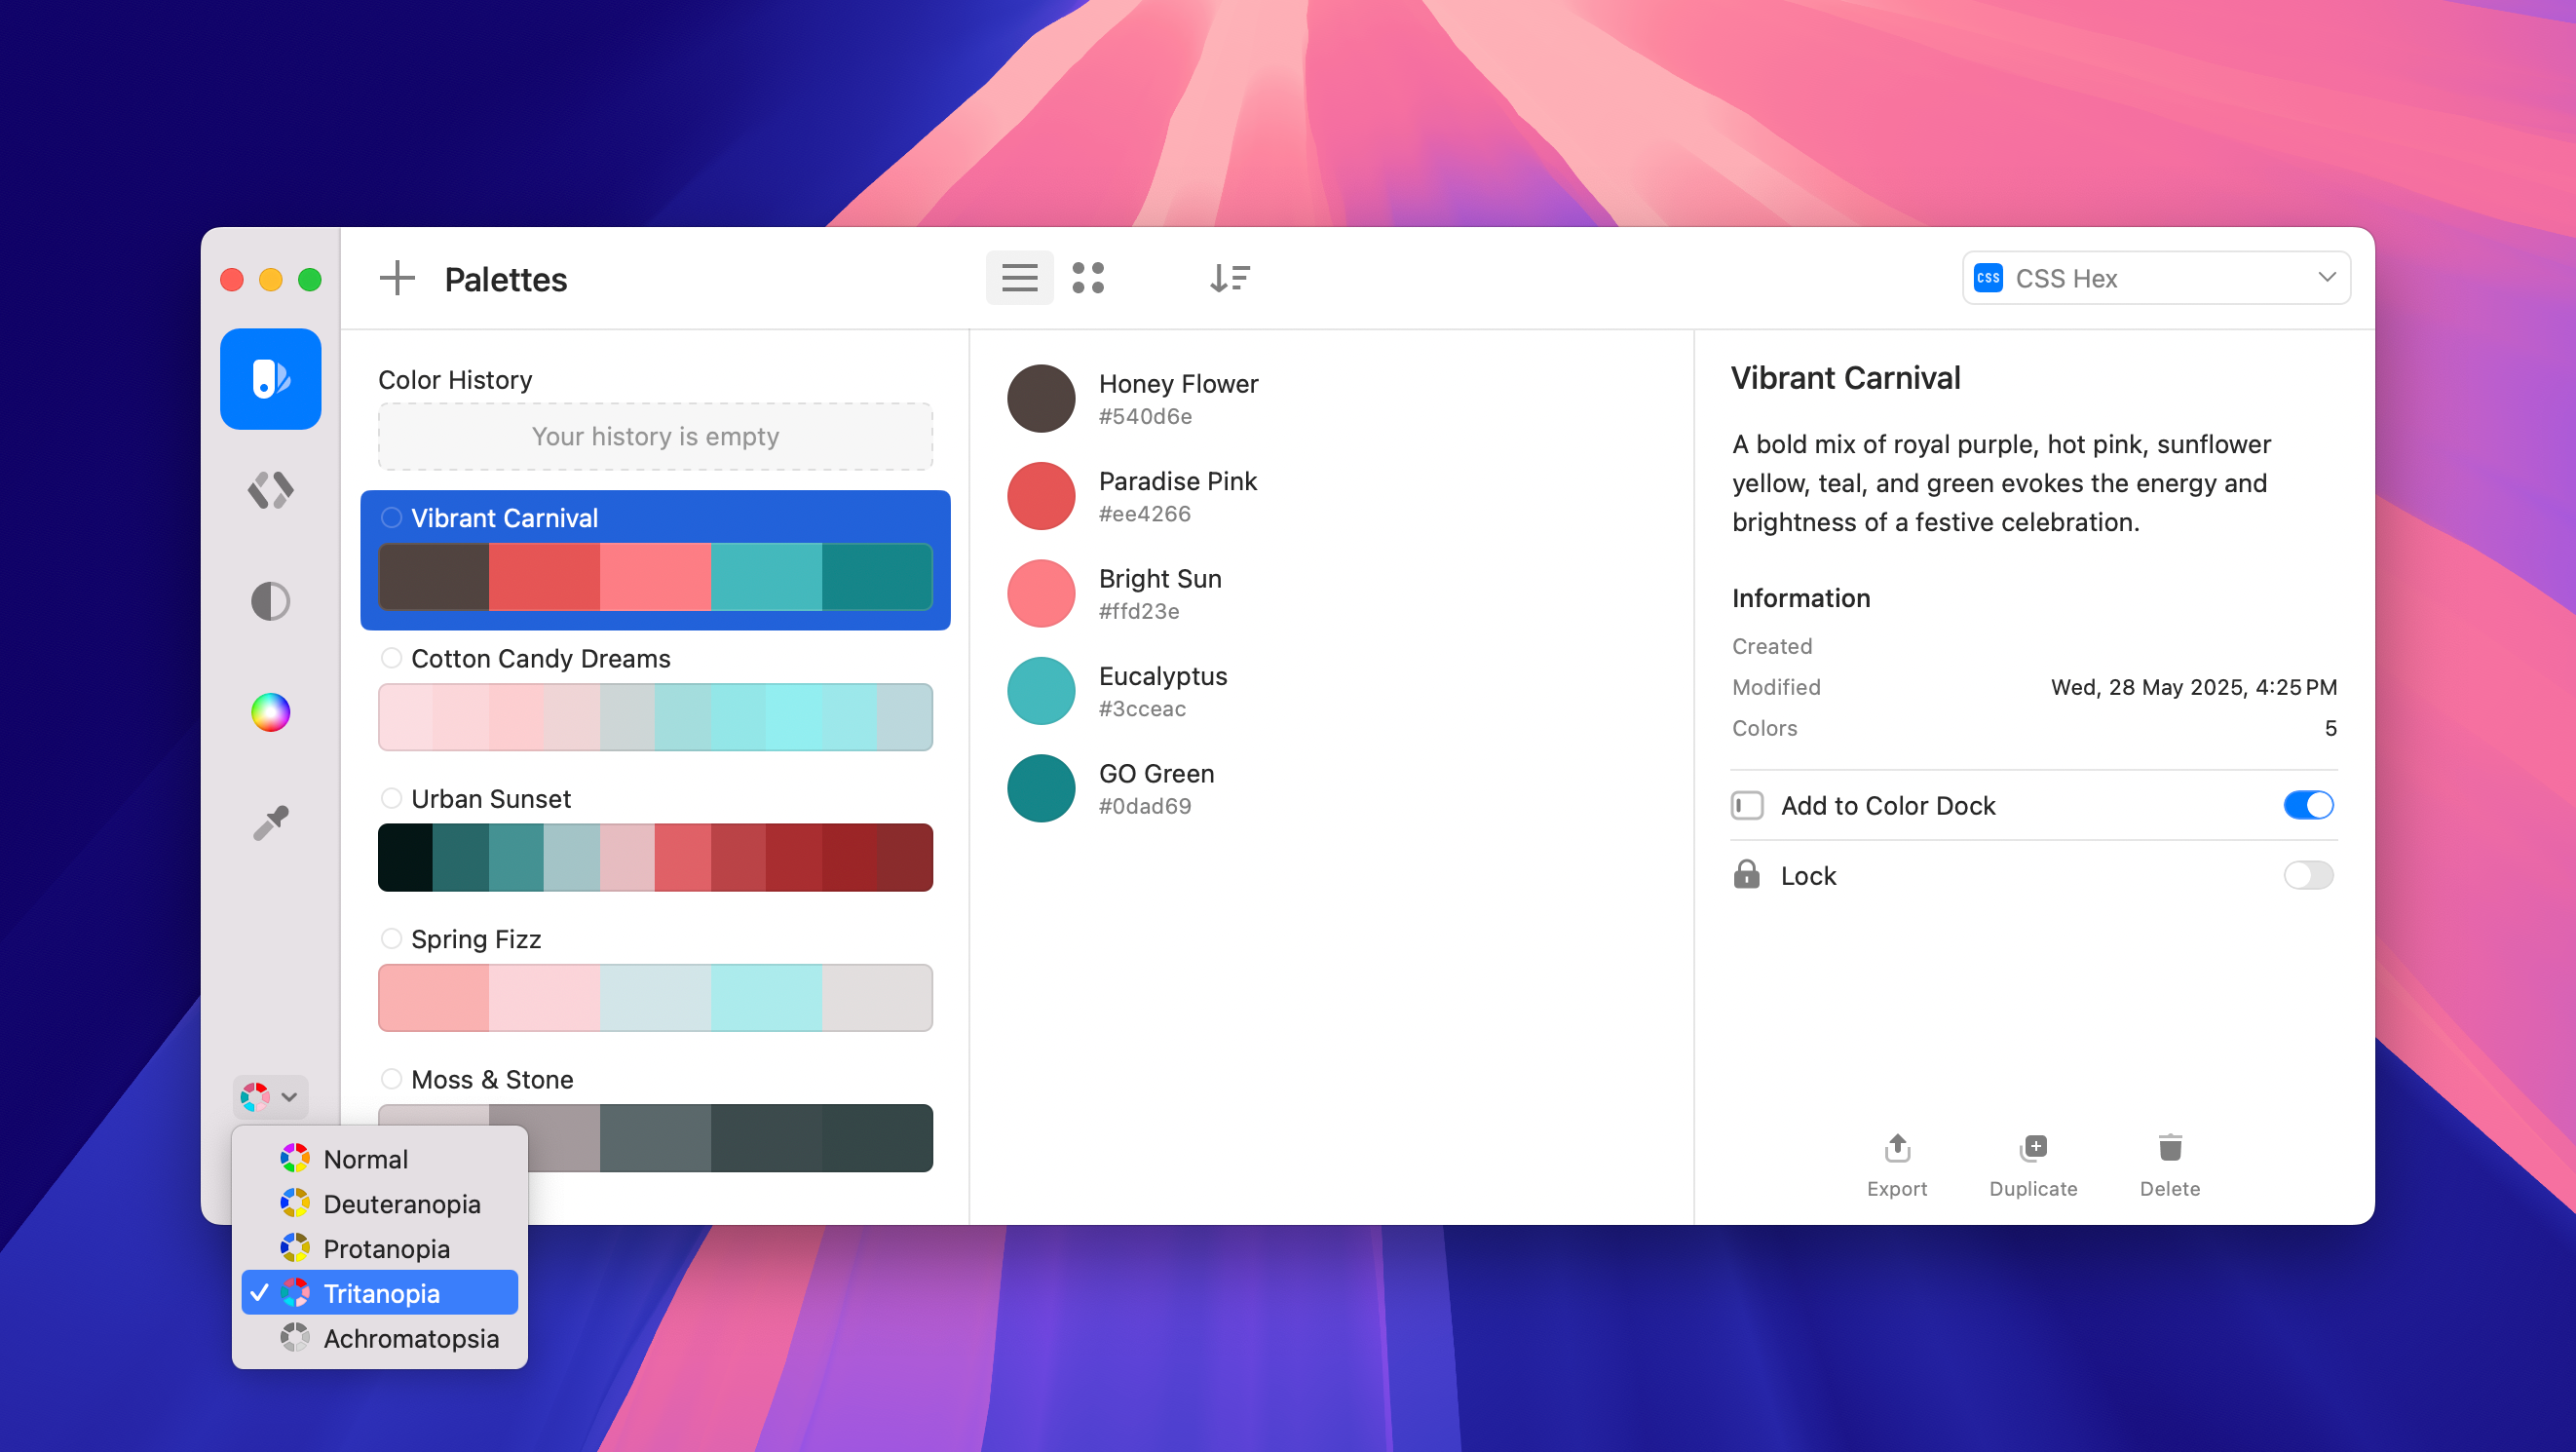 Palettes
CSS CSS Hex
Color History
Your history is empty
Vibrant Carnival
Cotton Candy Dreams
Urban Sunset
Spring Fizz
Moss & Stone
Honey Flower
#540d6e
Paradise Pink
#ee4266
Bright Sun
#ffd23e
Eucalyptus
#3cceac
GO Green
#0dad69
Vibrant Carnival
A bold mix of royal purple, hot pink, sunflower
yellow, teal, and green evokes the energy and
brightness of a festive celebration.
Information
Created
Modified Wed, 28 May 2025, 4:25 PM
Colors 5
Add to Color Dock
Lock
Export Duplicate Delete
Normal
Deuteranopia
Protanopia
Tritanopia
Achromatopsia